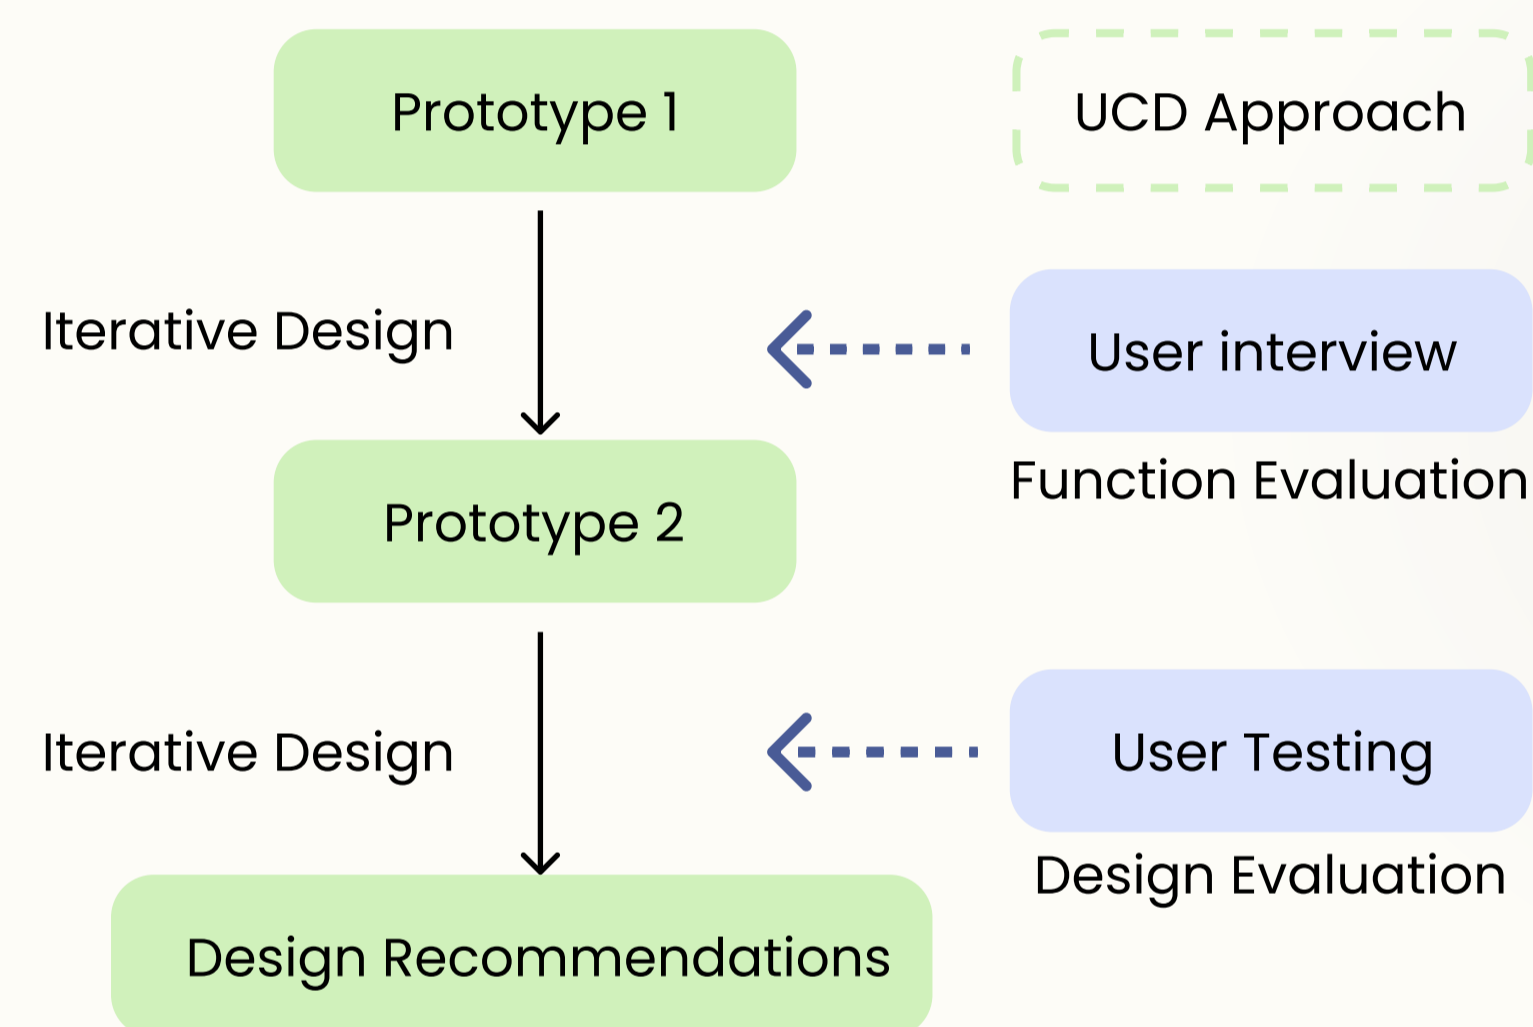 Prototype 1
UCD Approach
Iterative Design
User interview
Function Evaluation
Prototype 2
Iterative Design
User Testing
Design Evaluation
Design Recommendations